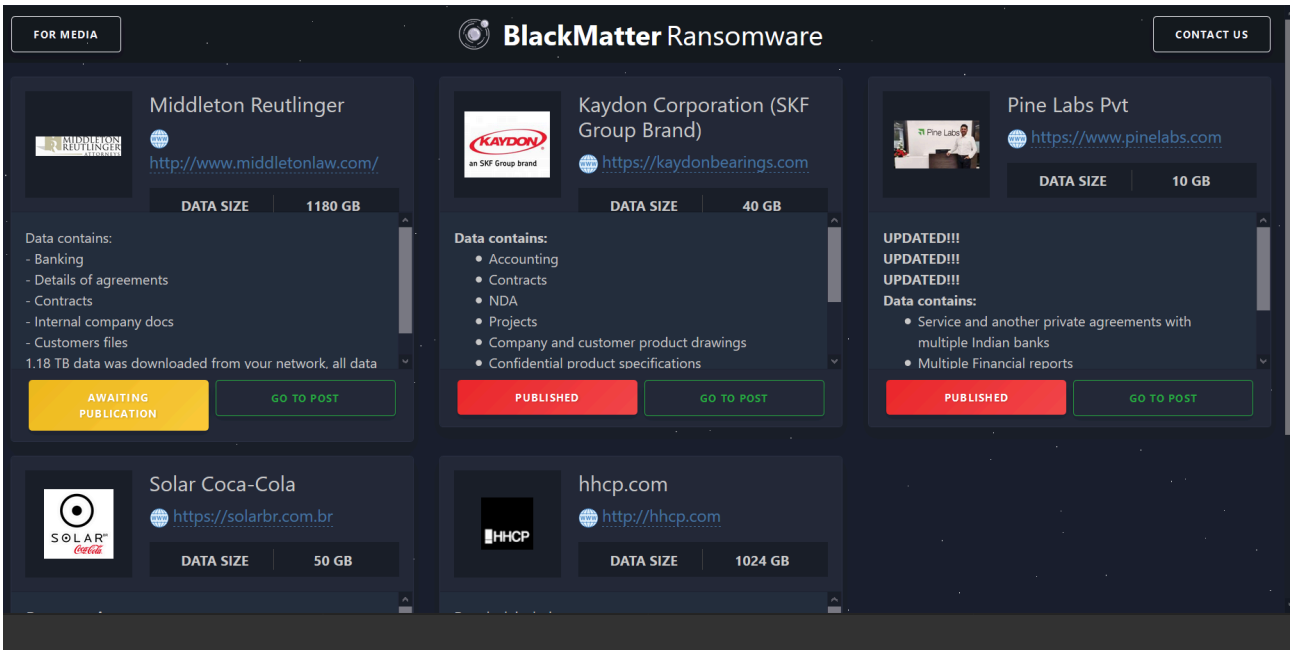 FOR MEDIA
BlackMatter Ransomware
CONTACT US
MIDDLETON
REUTLINGER
ATTORNEYS
Middleton Reutlinger
www
http://www.middletonlaw.com/
DATA SIZE 1180 GB
Data contains:
- Banking
- Details of agreements
- Contracts
- Internal company docs
- Customers files
1.18 TB data was downloaded from your network, all data
AWAITING
PUBLICATION
GO TO POST
KAYDON
an SKF Group brand
Kaydon Corporation (SKF
Group Brand)
www https://kaydonbearings.com
DATA SIZE 40 GB
Data contains:
• Accounting
• Contracts
• NDA
• Projects
• Company and customer product drawings
• Confidential product specifications
PUBLISHED
GO TO POST
Pine Labs
Pine Labs Pvt
www https://www.pinelabs.com
DATA SIZE 10 GB
UPDATED!!!
UPDATED!!!
UPDATED!!!
Data contains:
• Service and another private agreements with
multiple Indian banks
• Multiple Financial reports
PUBLISHED
GO TO POST
SOLAR
Coca-Cola
Solar Coca-Cola
www https://solarbr.com.br
DATA SIZE 50 GB
HHCP
hhcp.com
www http://hhcp.com
DATA SIZE 1024 GB